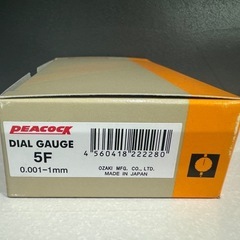 PEACOCK
DIAL GAUGE
5F
0.001-1mm
4 560418 222280
OZAKI MFG. CO., LTD.
MADE IN JAPAN